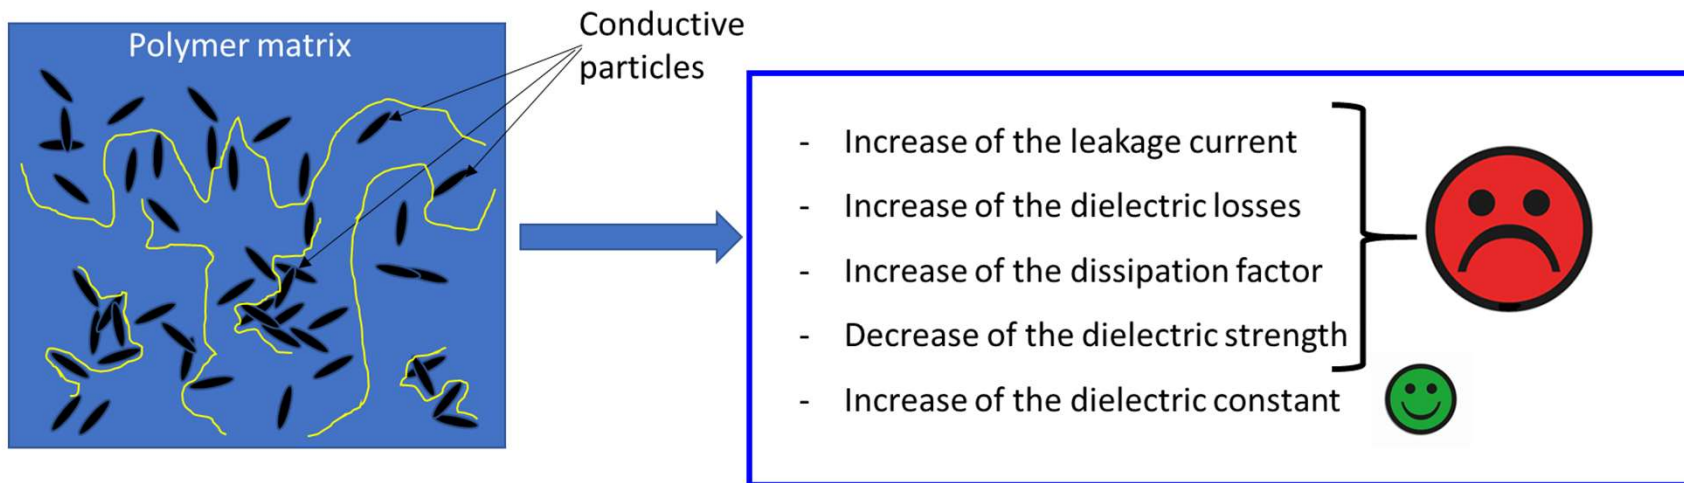 Polymer matrix
Conductive
particles
- Increase of the leakage current
- Increase of the dielectric losses
- Increase of the dissipation factor
- Decrease of the dielectric strength
- Increase of the dielectric constant